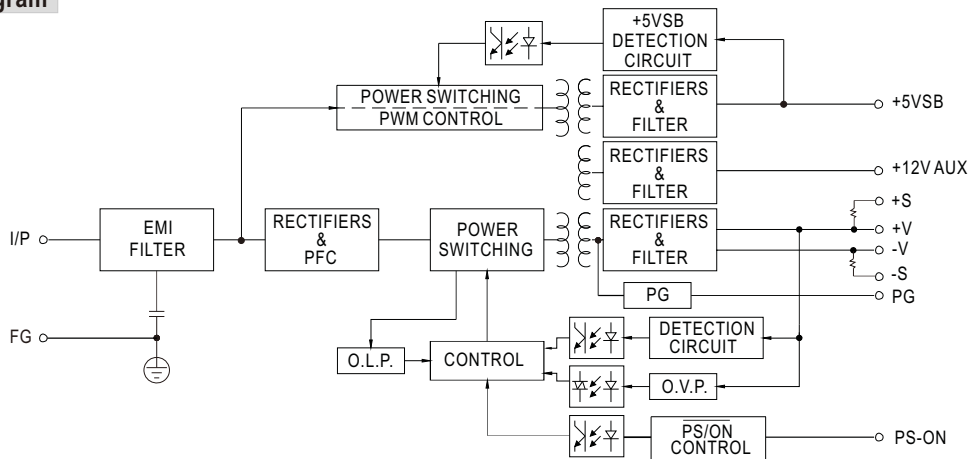 gram
+5VSB
DETECTION
CIRCUIT
POWER SWITCHING
PWM CONTROL
RECTIFIERS
&
FILTER
+5VSB
RECTIFIERS
&
FILTER
+12V AUX
I/P
EMI
FILTER
RECTIFIERS
&
PFC
POWER
SWITCHING
RECTIFIERS
&
FILTER
+S
+V
-V
-S
PG
PG
FG
O.L.P.
CONTROL
DETECTION
CIRCUIT
O.V.P.
PS/ON
CONTROL
PS-ON